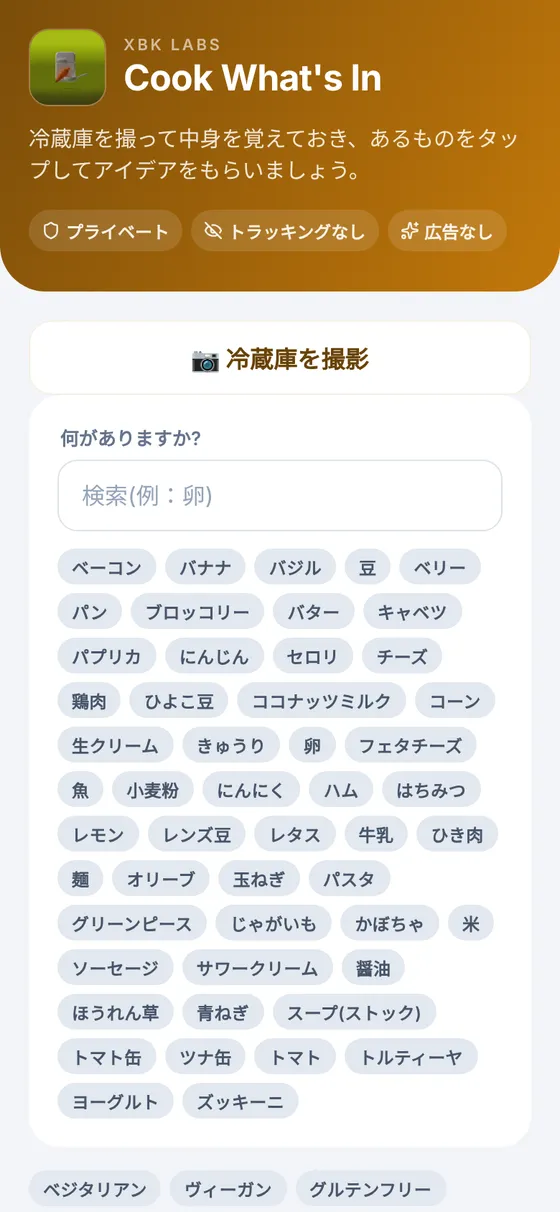 XBK LABS
Cook What's In
冷蔵庫を撮って中身を覚えておき、あるものをタッ
プしてアイデアをもらいましょう。
プライベート トラッキングなし 広告なし
冷蔵庫を撮影
何がありますか?
検索(例：卵)
ベーコン バナナ バジル 豆 ベリー
パン ブロッコリー バター キャベツ
パプリカ にんじん セロリ チーズ
鶏肉 ひよこ豆 ココナッツミルク コーン
生クリーム きゅうり 卵 フェタチーズ
魚 小麦粉 にんにく ハム はちみつ
レモン レンズ豆 レタス 牛乳 ひき肉
麺 オリーブ 玉ねぎ パスタ
グリーンピース じゃがいも かぼちゃ 米
ソーセージ サワークリーム 醤油
ほうれん草 青ねぎ スープ(ストック)
トマト缶 ツナ缶 トマト トルティーヤ
ヨーグルト ズッキーニ
ベジタリアン ヴィーガン グルテンフリー